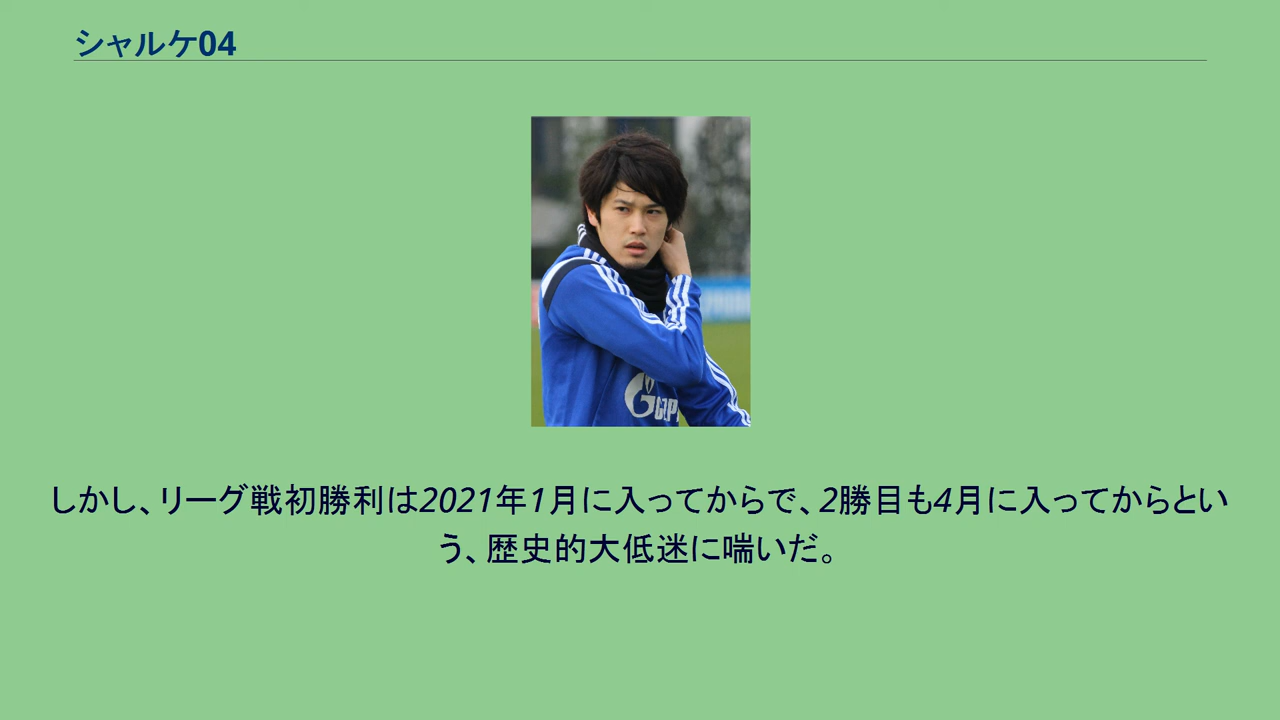 シャルケ04
GAZP
しかし、リーグ戦初勝利は2021年1月に入ってからで、2勝目も4月に入ってからとい
う、歴史的大低迷に喘いだ。